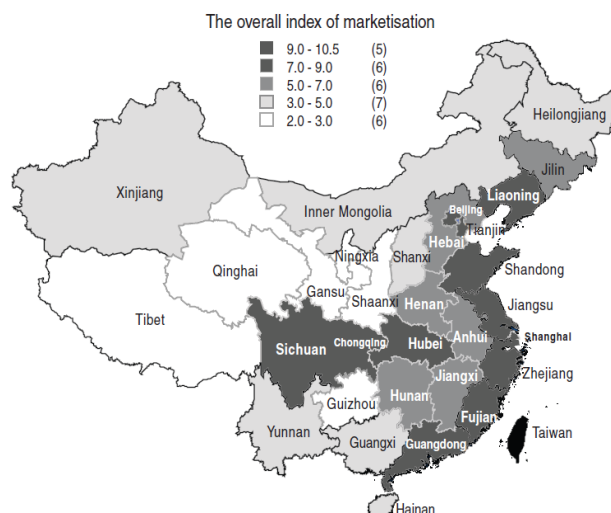 The overall index of marketisation
9.0 - 10.5 (5)
7.0 - 9.0 (6)
5.0 - 7.0 (6)
3.0 - 5.0 (7)
2.0 - 3.0 (6)
Heilongjiang
Jilin
Xinjiang
Liaoning
Inner Mongolia
Beijing
Tianjin
Hebai
Ningxia
Shanxi
Qinghai
Shandong
Gansu
Shaanxi
Henan
Jiangsu
Tibet
Shanghai
Sichuan
Chongqing
Hubei
Anhui
Zhejiang
Jiangxi
Hunan
Guizhou
Fujian
Yunnan
Guangxi
Guangdong
Taiwan
Hainan